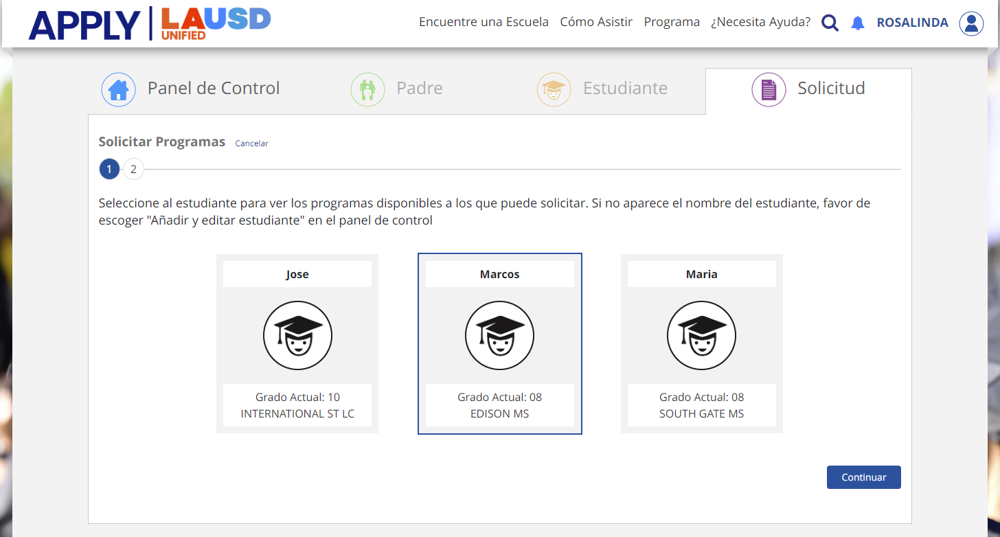 APPLY | LAUSD UNIFIED Encuentre una Escuela Cómo Asistir Programa ¿Necesita Ayuda? ROSALINDA
Panel de Control Padre Estudiante Solicitud
Solicitar Programas Cancelar
1 2
Seleccione al estudiante para ver los programas disponibles a los que puede solicitar. Si no aparece el nombre del estudiante, favor de
escoger "Añadir y editar estudiante" en el panel de control
Jose
Grado Actual: 10
INTERNATIONAL ST LC
Marcos
Grado Actual: 08
EDISON MS
Maria
Grado Actual: 08
SOUTH GATE MS
Continuar